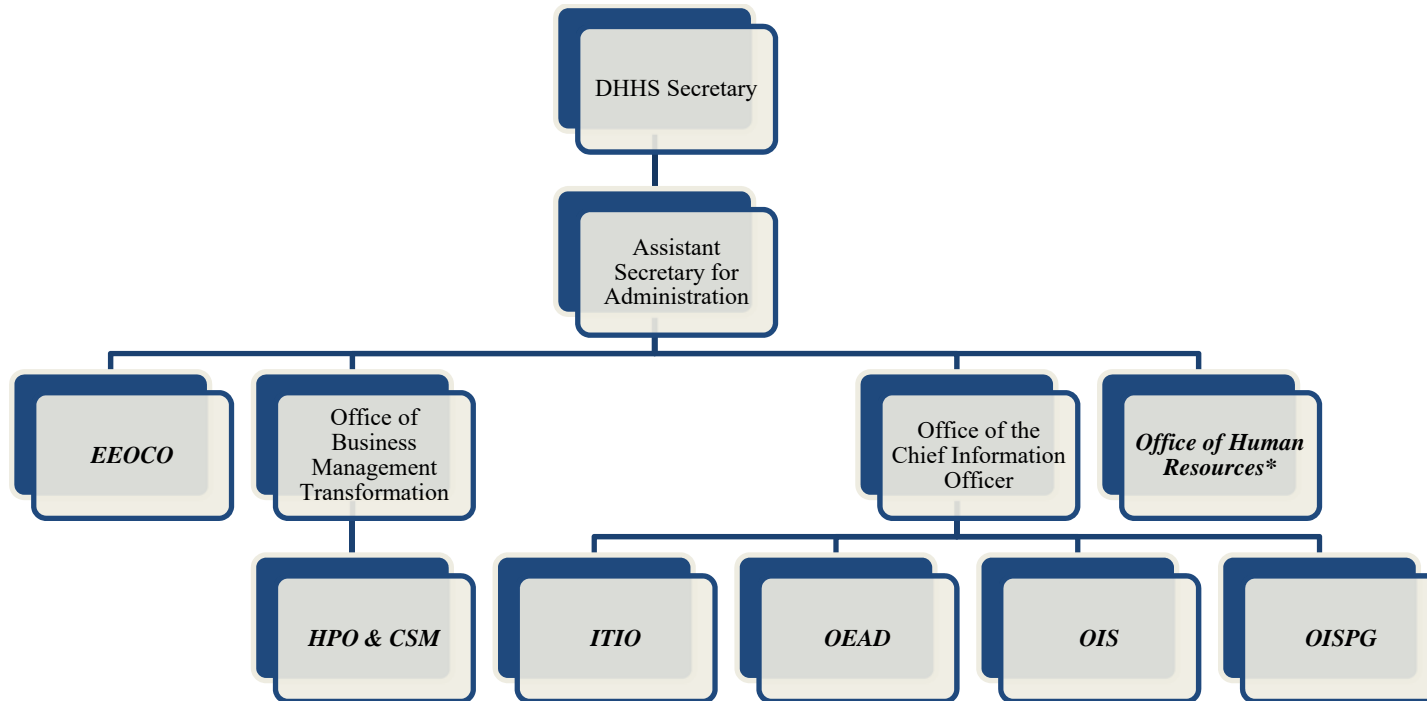 DHHS Secretary
Assistant
Secretary for
Administration
EEOCO
Office of
Business
Management
Transformation
Office of the
Chief Information
Officer
Office of Human
Resources*
HPO & CSM
ITIO
OEAD
OIS
OISPG